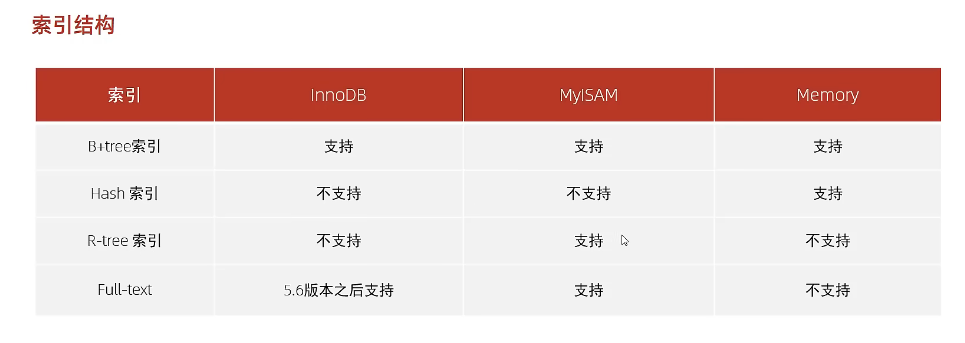 索引结构
索引 InnoDB MyISAM Memory
B+tree索引 支持 支持 支持
Hash 索引 不支持 不支持 支持
R-tree 索引 不支持 支持 不支持
Full-text 5.6版本之后支持 支持 不支持